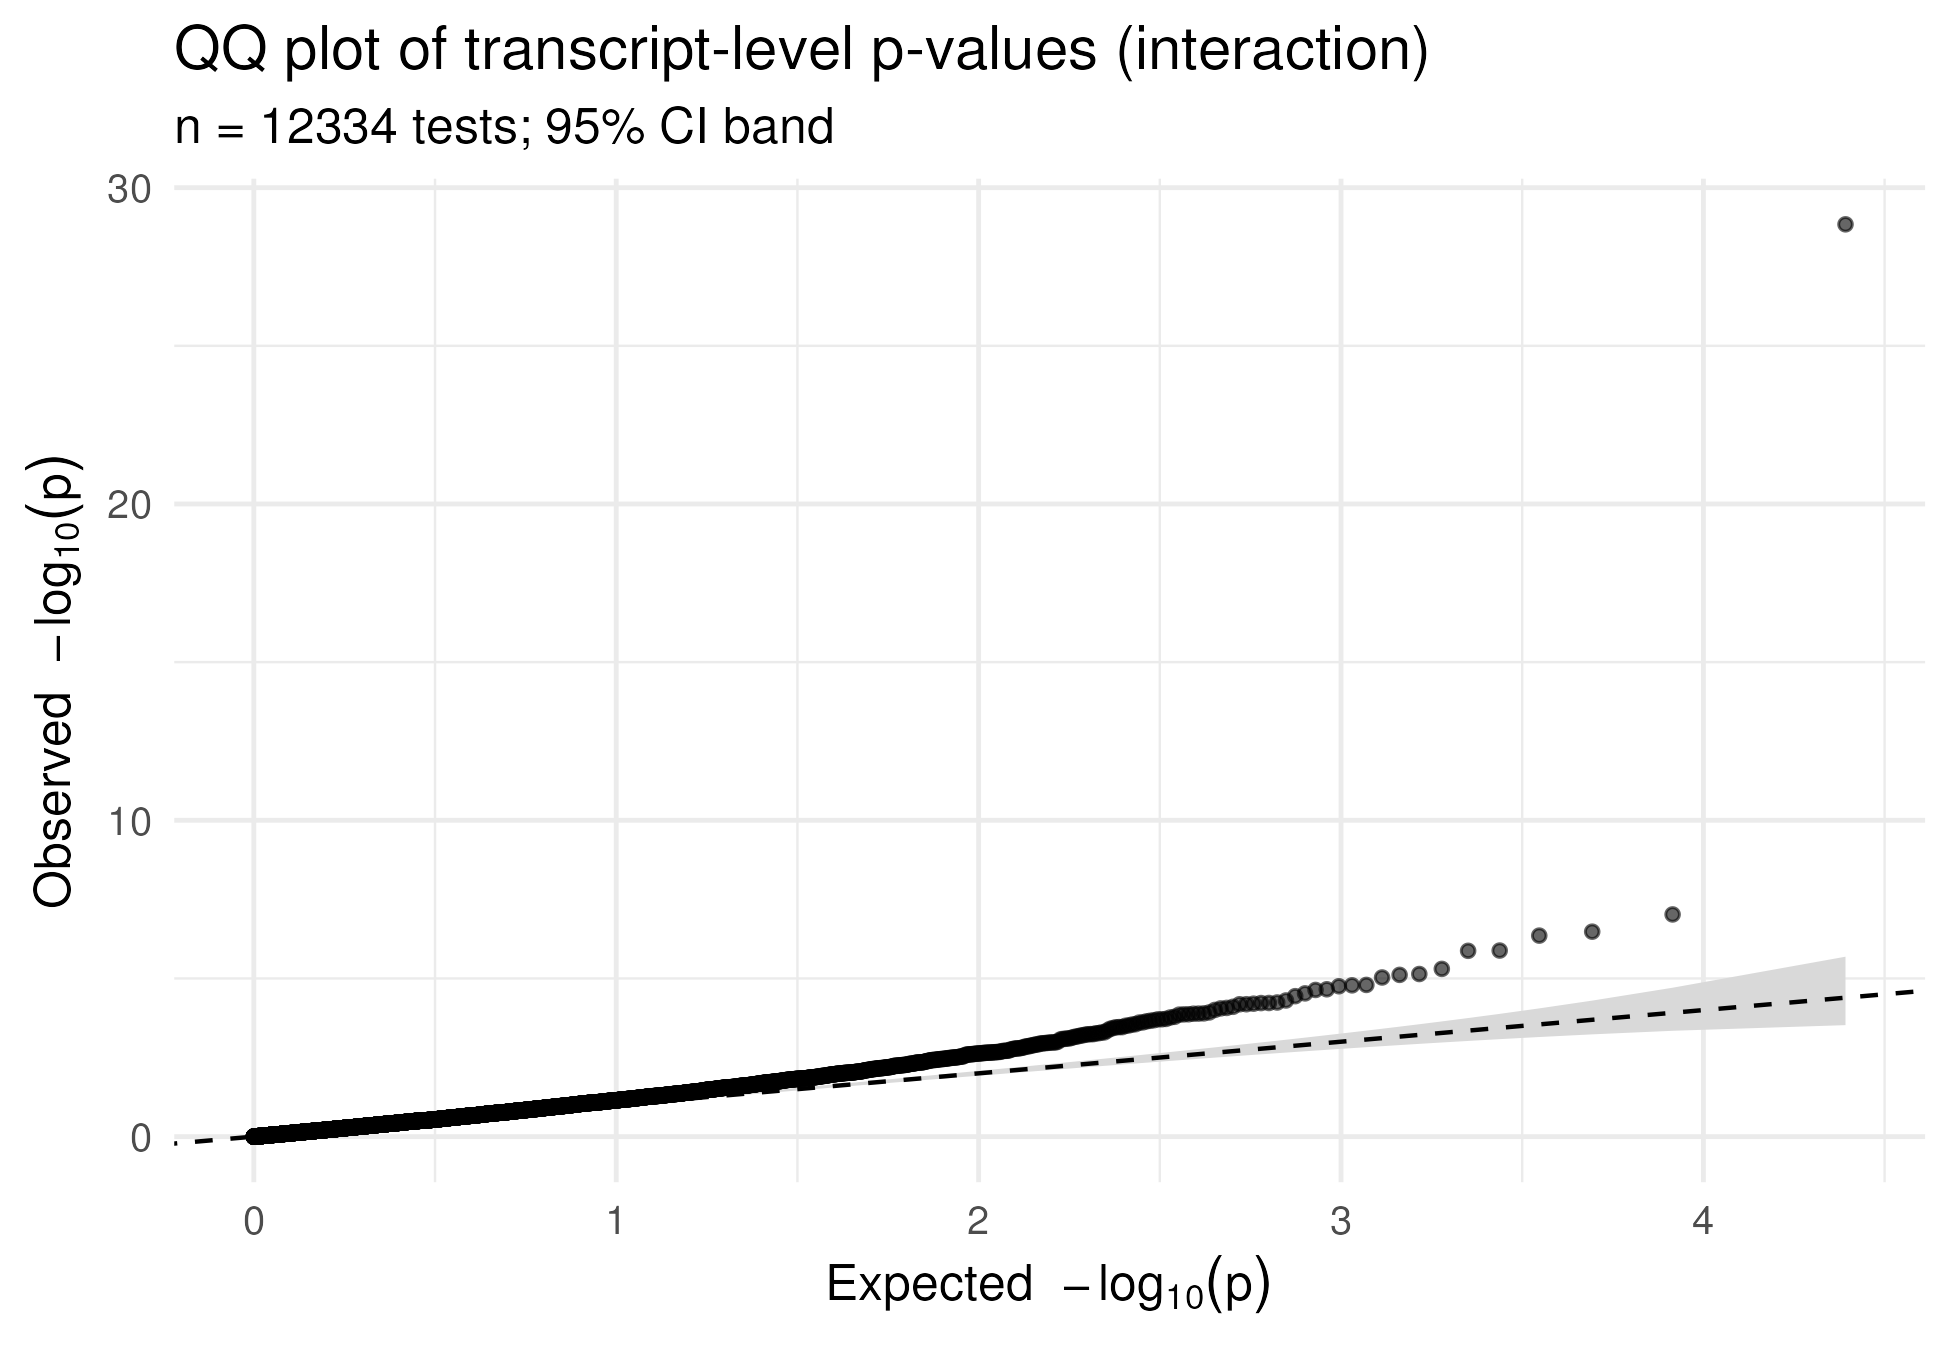 QQ plot of transcript-level p-values (interaction)
n = 12334 tests; 95% CI band
30
20
10
0
Observed −log₁₀(p)
0 1 2 3 4
Expected −log₁₀(p)